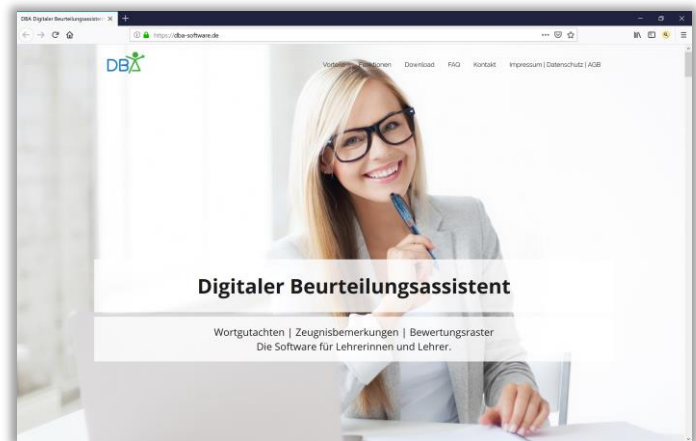 DBA Digitaler Beurteilungsassistent
https://dba-software.de
DBA
Vorteile Funktionen Download FAQ Kontakt Impressum | Datenschutz | AGB
Digitaler Beurteilungsassistent
Wortgutachten | Zeugnisbemerkungen | Bewertungsraster
Die Software für Lehrerinnen und Lehrer.